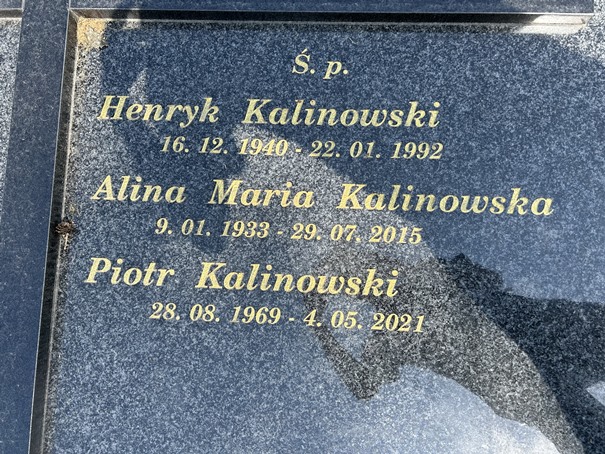 Ś. p.
Henryk Kalinowski
16. 12. 1940 - 22. 01. 1992
Alina Maria Kalinowska
9. 01. 1933 - 29. 07. 2015
Piotr Kalinowski
28. 08. 1969 - 4. 05. 2021